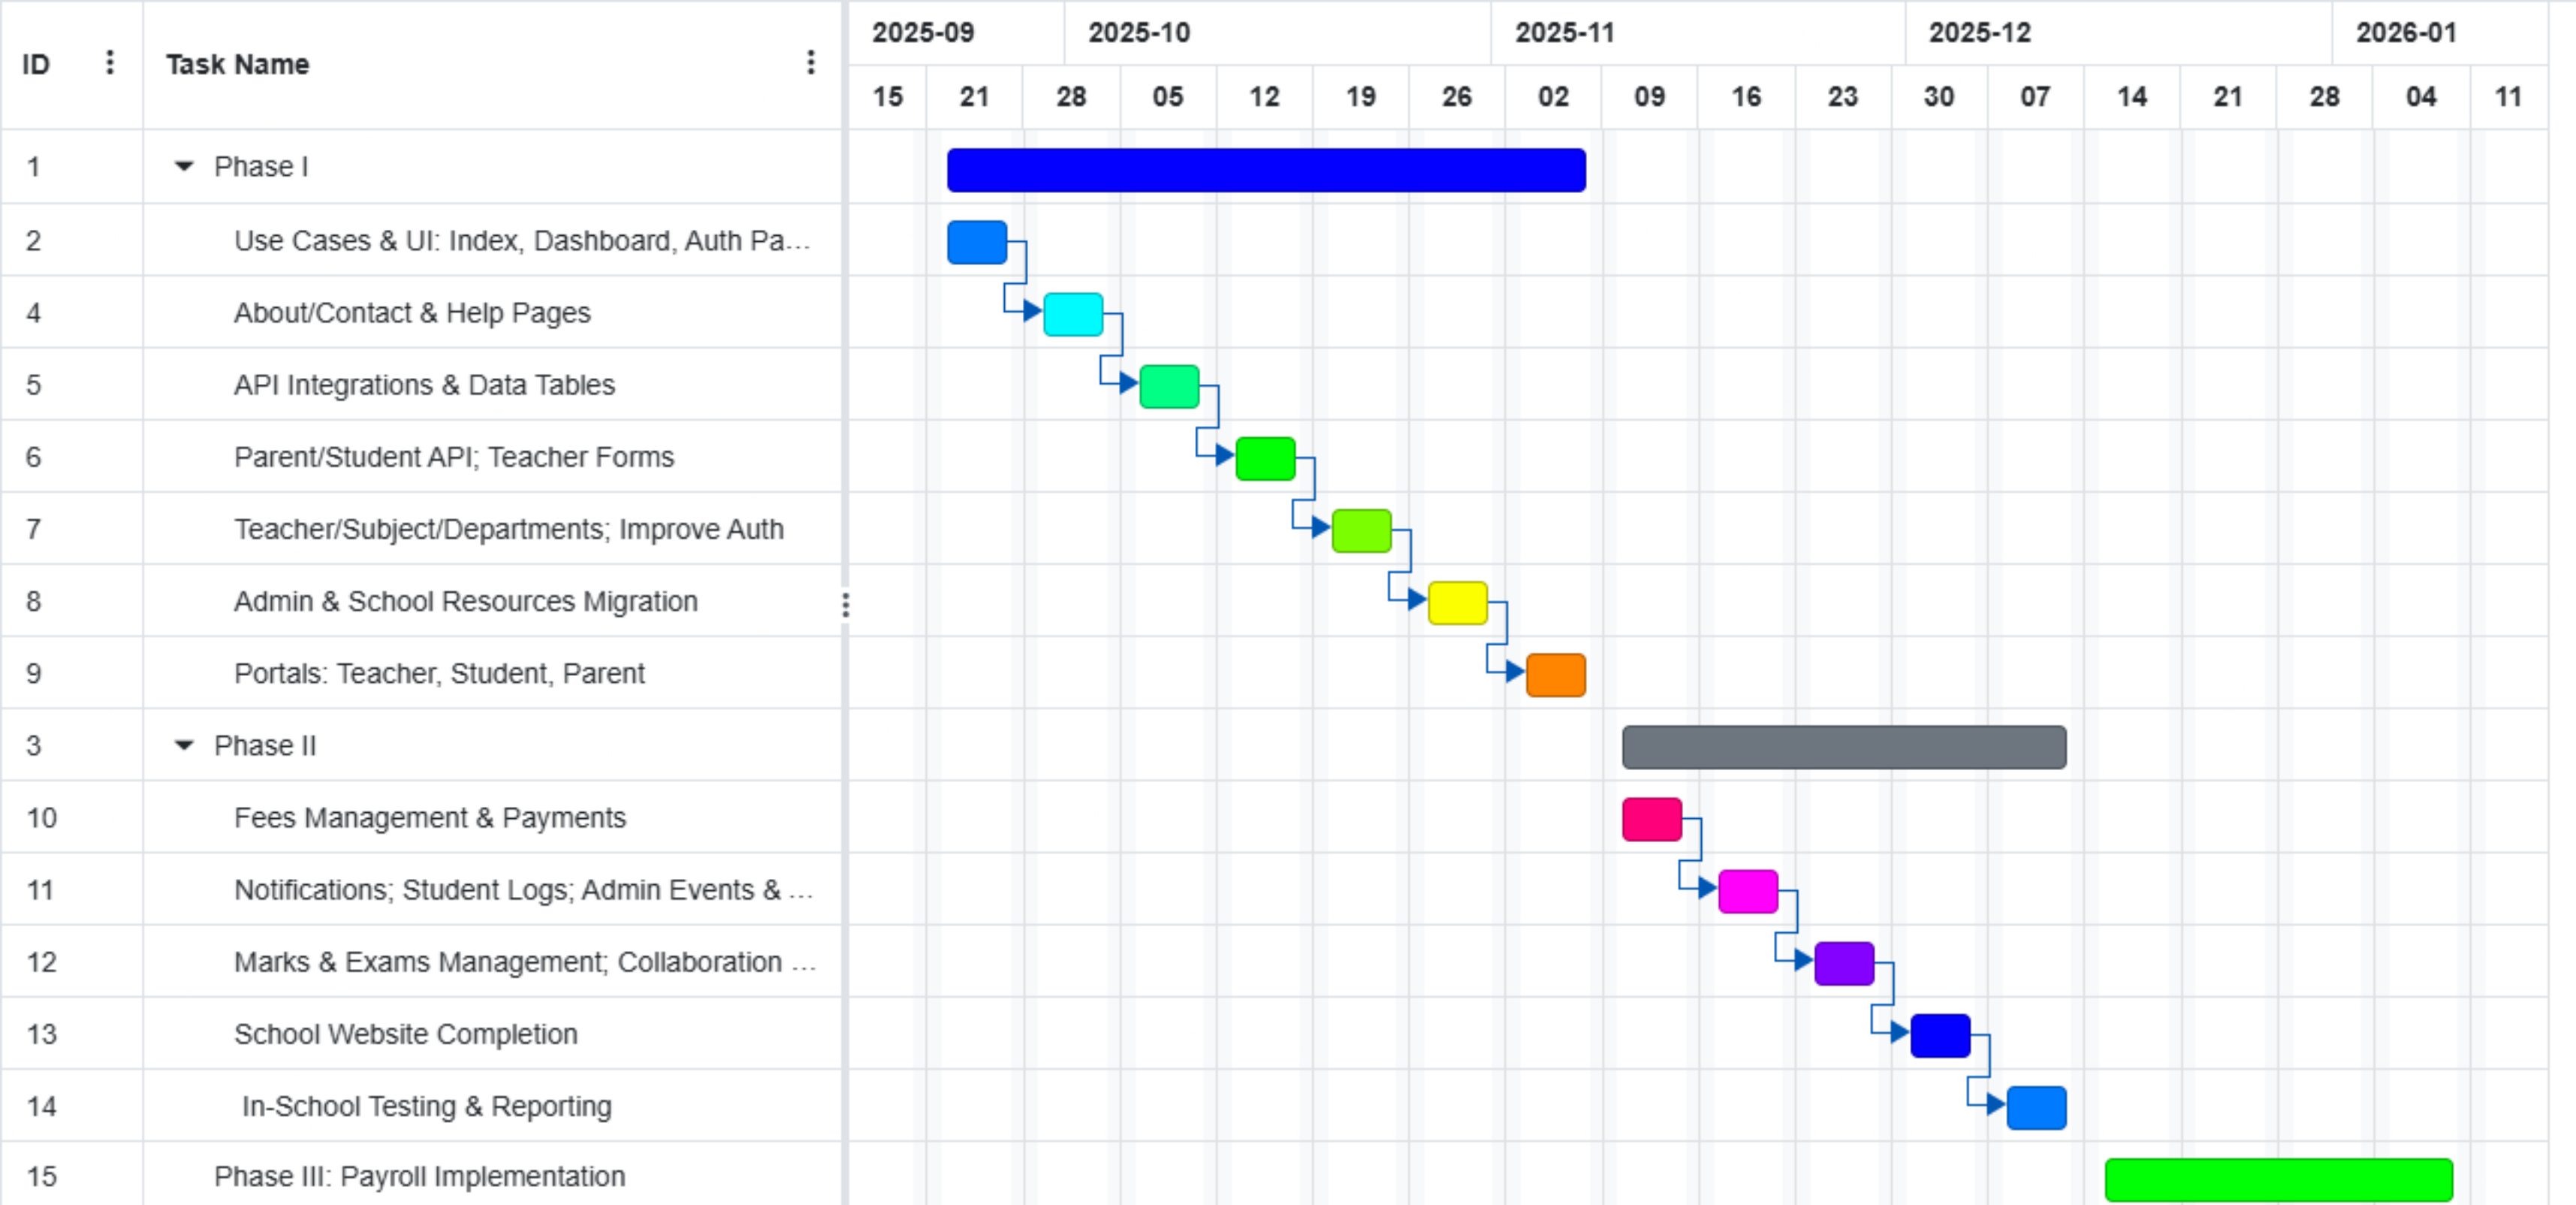 2025-09 2025-10 2025-11 2025-12 2026-01
ID Task Name
15 21 28 05 12 19 26 02 09 16 23 30 07 14 21 28 04 11
1 Phase I
2 Use Cases & UI: Index, Dashboard, Auth Pa...
4 About/Contact & Help Pages
5 API Integrations & Data Tables
6 Parent/Student API; Teacher Forms
7 Teacher/Subject/Departments; Improve Auth
8 Admin & School Resources Migration
9 Portals: Teacher, Student, Parent
3 Phase II
10 Fees Management & Payments
11 Notifications; Student Logs; Admin Events & ...
12 Marks & Exams Management; Collaboration ...
13 School Website Completion
14 In-School Testing & Reporting
15 Phase III: Payroll Implementation